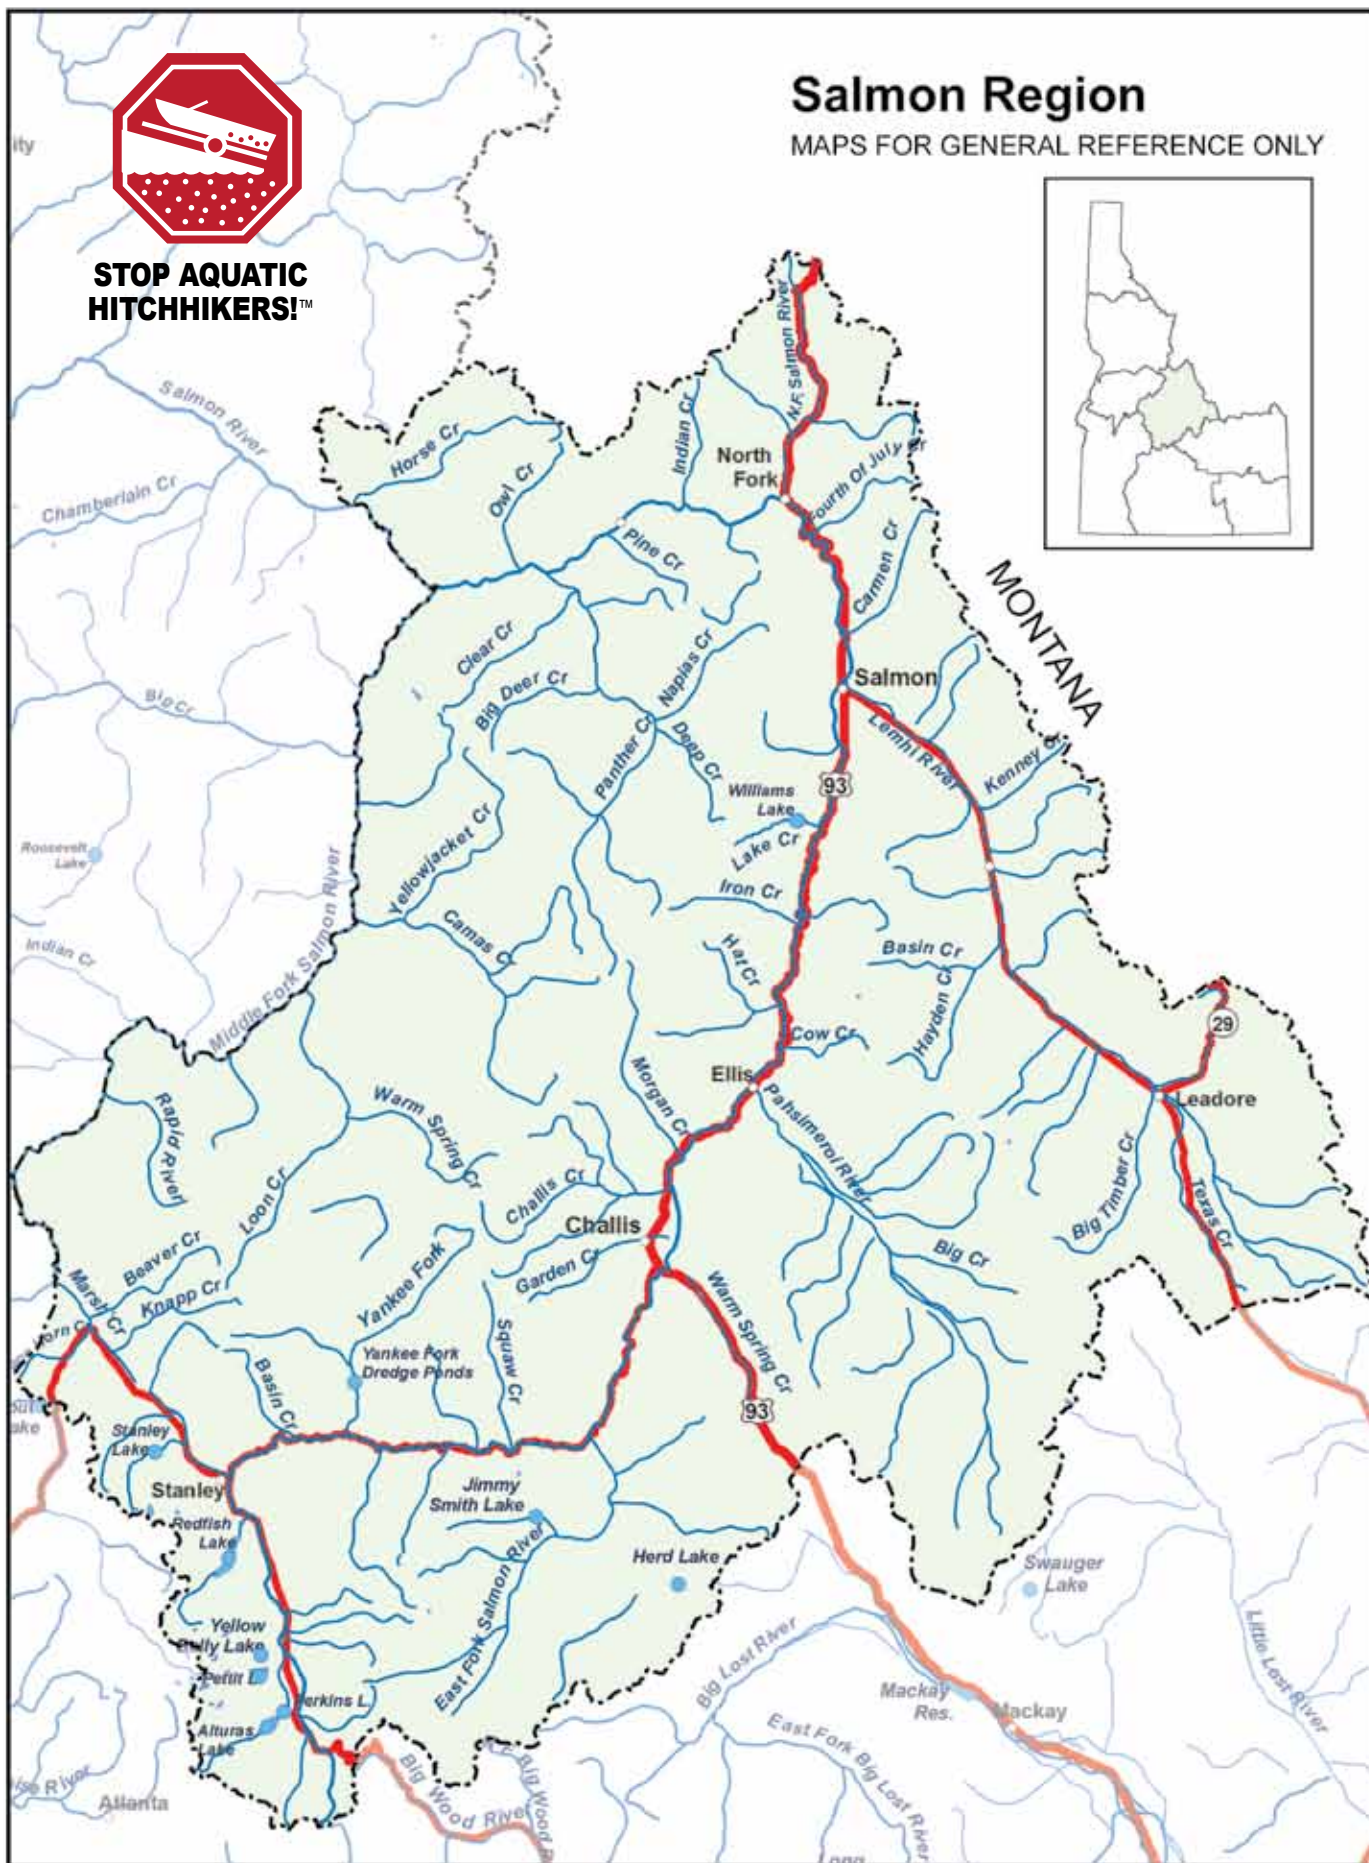 Salmon Region
MAPS FOR GENERAL REFERENCE ONLY
STOP AQUATIC
HITCHHIKERS!™
ity
MONTANA
Salmon River
Chamberlain Cr
Horse Cr
Owl Cr
Indian Cr
N.F. Salmon River
North
Fork
Fourth Of July Cr
Pine Cr
Carmen Cr
Clear Cr
Big Deer Cr
Napias Cr
Salmon
Big Cr
Panther Cr
Deep Cr
Lemhi River
Kenney Cr
93
Williams
Lake
Lake Cr
Yellowjacket Cr
Roosevelt
Lake
Iron Cr
Camas Cr
Hat Cr
Basin Cr
Hayden Cr
Indian Cr
Middle Fork Salmon River
Cow Cr
29
Ellis
Morgan Cr
Pahsimeroi River
Leadore
Rapid River
Warm Spring Cr
Big Timber Cr
Texas Cr
Loon Cr
Challis Cr
Challis
Beaver Cr
Garden Cr
Big Cr
Marsh Cr
Knapp Cr
Yankee Fork
Warm Spring Cr
Squaw Cr
Yankee Fork
Dredge Ponds
Basin Cr
93
ake
Stanley
Lake
Stanley
Jimmy
Smith Lake
Redfish
Lake
Herd Lake
Swauger
Lake
East Fork Salmon River
Yellow
Belly Lake
Pettit L
Perkins L.
Alturas
Lake
Big Lost River
Little Lost River
Mackay
Res.
Mackay
East Fork Big Lost River
Big Wood River
Atlanta